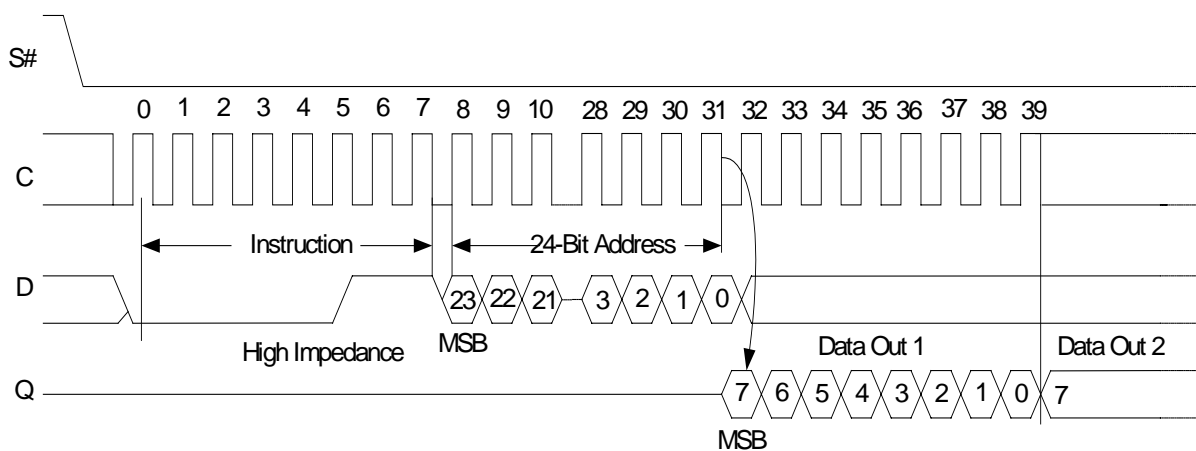 S#
0 1 2 3 4 5 6 7 8 9 10 28 29 30 31 32 33 34 35 36 37 38 39
C
Instruction 24-Bit Address
D
23 22 21 3 2 1 0
High Impedance MSB Data Out 1 Data Out 2
Q
7 6 5 4 3 2 1 0 7
MSB